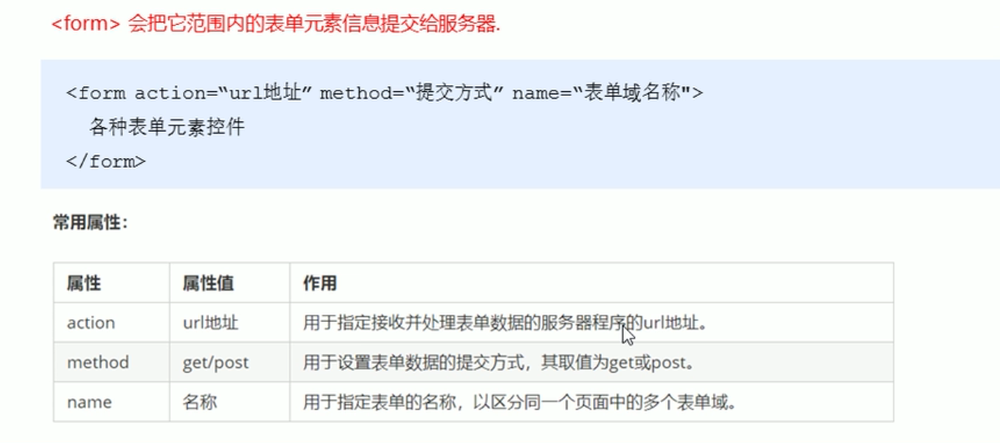 <form> 会把它范围内的表单元素信息提交给服务器.
<form action=“url地址” method=“提交方式” name=“表单域名称">
各种表单元素控件
</form>
常用属性：
属性 属性值 作用
action url地址 用于指定接收并处理表单数据的服务器程序的url地址。
method get/post 用于设置表单数据的提交方式，其取值为get或post。
name 名称 用于指定表单的名称，以区分同一个页面中的多个表单域。